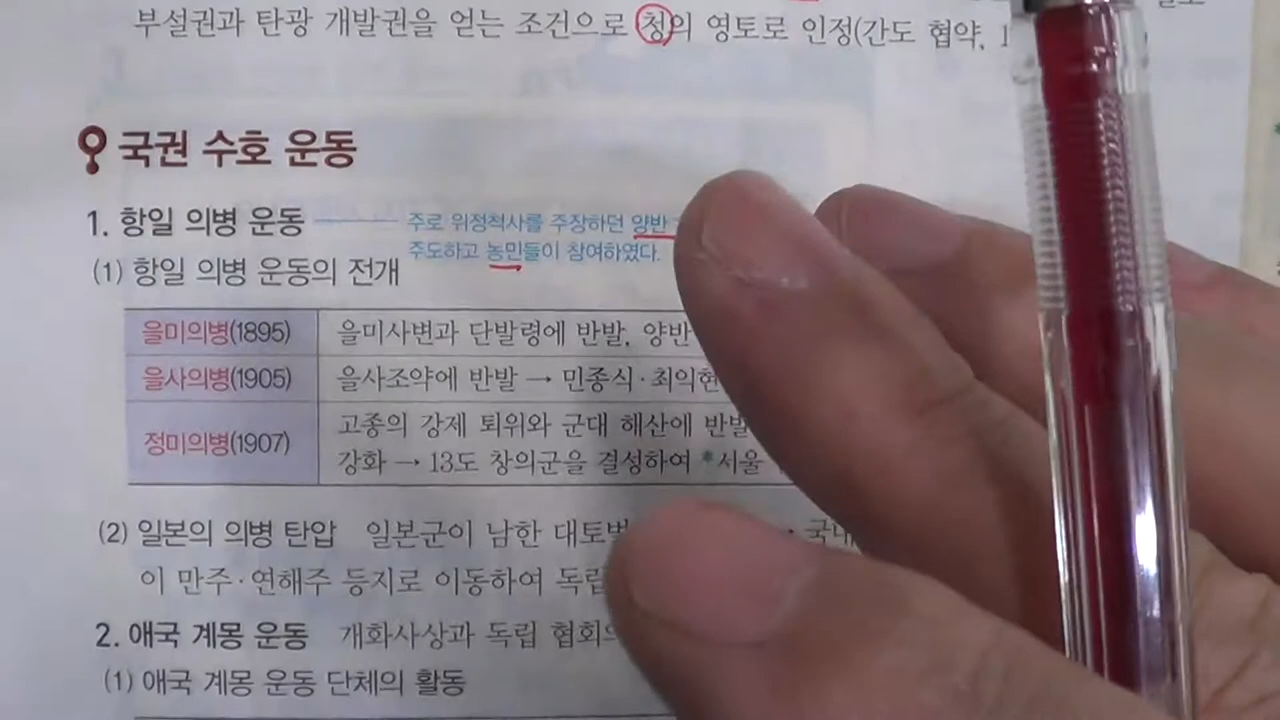 부설권과 탄광 개발권을 얻는 조건으로 청의 영토로 인정(간도 협약, 1
국권 수호 운동
1. 항일 의병 운동
주로 위정척사를 주장하던 양반
주도하고 농민들이 참여하였다.
(1) 항일 의병 운동의 전개
을미의병(1895) 을미사변과 단발령에 반발, 양반
을사의병(1905) 을사조약에 반발 → 민종식·최익현
정미의병(1907) 고종의 강제 퇴위와 군대 해산에 반발
강화 → 13도 창의군을 결성하여 *서울
(2) 일본의 의병 탄압 일본군이 남한 대토벌 → 국내
이 만주·연해주 등지로 이동하여 독립
2. 애국 계몽 운동 개화사상과 독립 협회의
(1) 애국 계몽 운동 단체의 활동